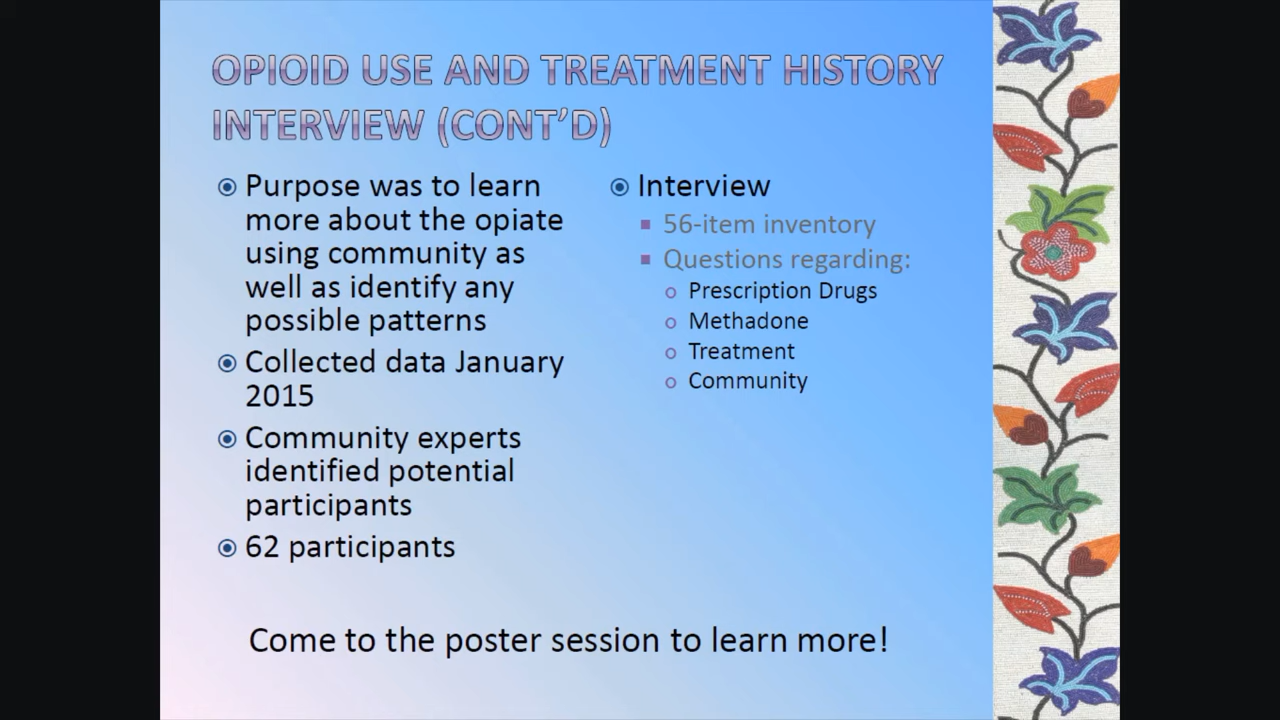 OPIOID USE AND TREATMENT HISTORY
INTERVIEW (CONT’D)
Purpose was to learn
more about the opiate
using community as
well as identify any
possible patterns
Collected data January
2015
Community experts
identified potential
participants
62 participants
Interview
56-item inventory
Questions regarding:
Prescription Drugs
Methadone
Treatment
Community
Come to the poster session to learn more!